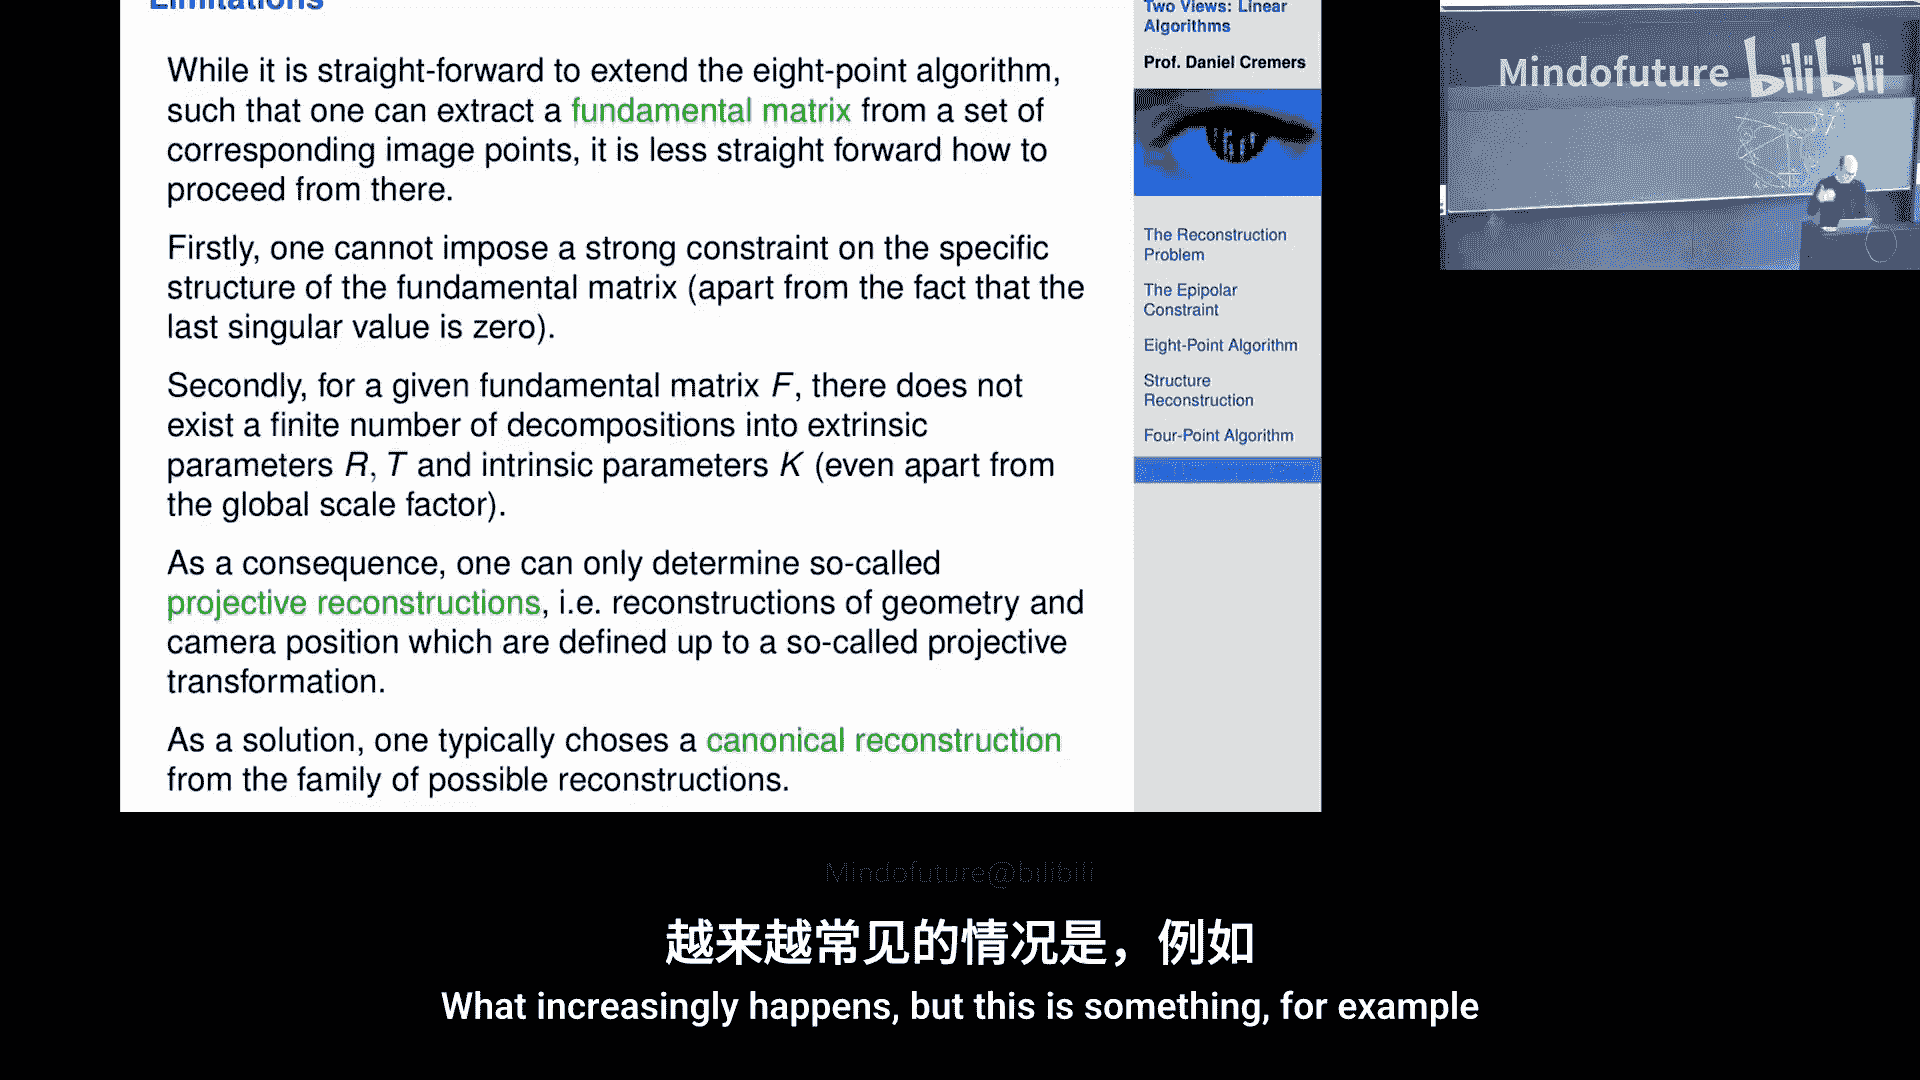 Limitations
While it is straight-forward to extend the eight-point algorithm,
such that one can extract a fundamental matrix from a set of
corresponding image points, it is less straight forward how to
proceed from there.
Firstly, one cannot impose a strong constraint on the specific
structure of the fundamental matrix (apart from the fact that the
last singular value is zero).
Secondly, for a given fundamental matrix F, there does not
exist a finite number of decompositions into extrinsic
parameters R, T and intrinsic parameters K (even apart from
the global scale factor).
As a consequence, one can only determine so-called
projective reconstructions, i.e. reconstructions of geometry and
camera position which are defined up to a so-called projective
transformation.
As a solution, one typically choses a canonical reconstruction
from the family of possible reconstructions.
Two Views: Linear
Algorithms
Prof. Daniel Cremers
The Reconstruction
Problem
The Epipolar
Constraint
Eight-Point Algorithm
Structure
Reconstruction
Four-Point Algorithm
Mindofuture bilibili
Mindofuture@bilibili
越来越常见的情况是，例如
What increasingly happens, but this is something, for example